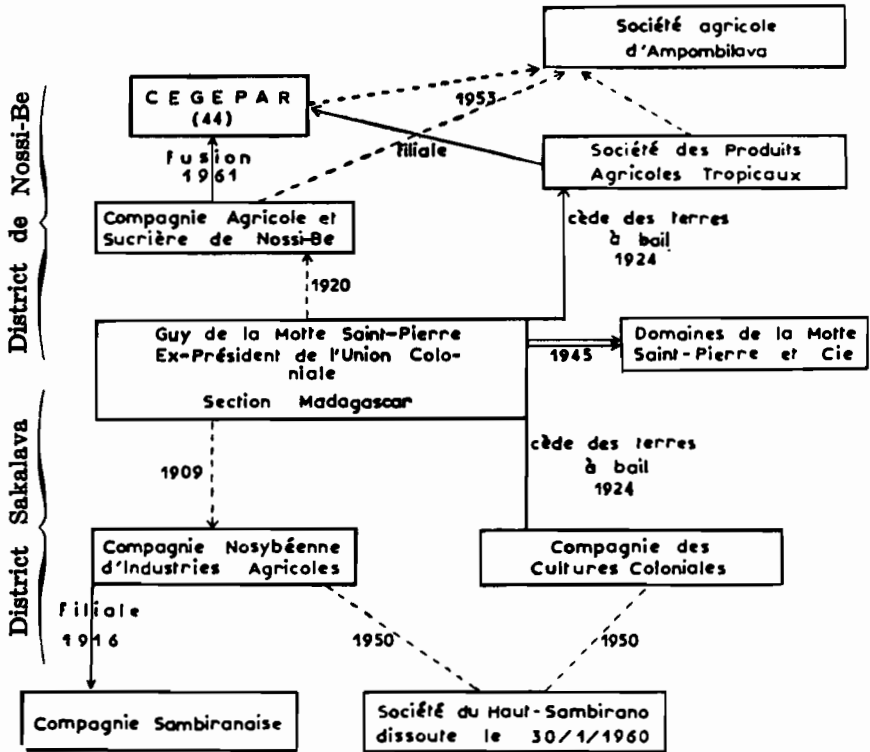 Société agricole
d'Ampombilava
CEGEPAR
(44)
1953
filiale
Société des Produits
Agricoles Tropicaux
Fusion
1961
Compagnie Agricole et
Sucrière de Nossi-Be
cède des terres
à bail
1924
1920
District de Nossi-Be
Guy de la Motte Saint-Pierre
Ex-Président de l'Union Colo-
niale
Section Madagascar
1945
Domaines de la Motte
Saint-Pierre et Cie
cède des terres
à bail
1924
1909
District Sakalava
Compagnie Nosybéenne
d'Industries Agricoles
Compagnie des
Cultures Coloniales
Filiale
1916
1950
1950
Compagnie Sambiranaise
Société du Haut-Sambirano
dissoute le 30/1/1960